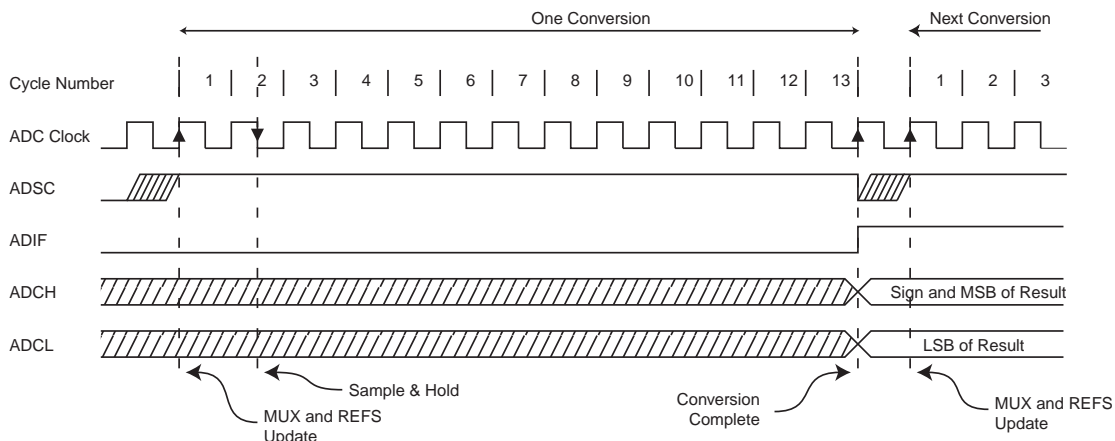 One Conversion
Next Conversion
Cycle Number
1 2 3 4 5 6 7 8 9 10 11 12 13 1 2 3
ADC Clock
ADSC
ADIF
ADCH
Sign and MSB of Result
ADCL
LSB of Result
Sample & Hold
MUX and REFS
Update
Conversion
Complete
MUX and REFS
Update